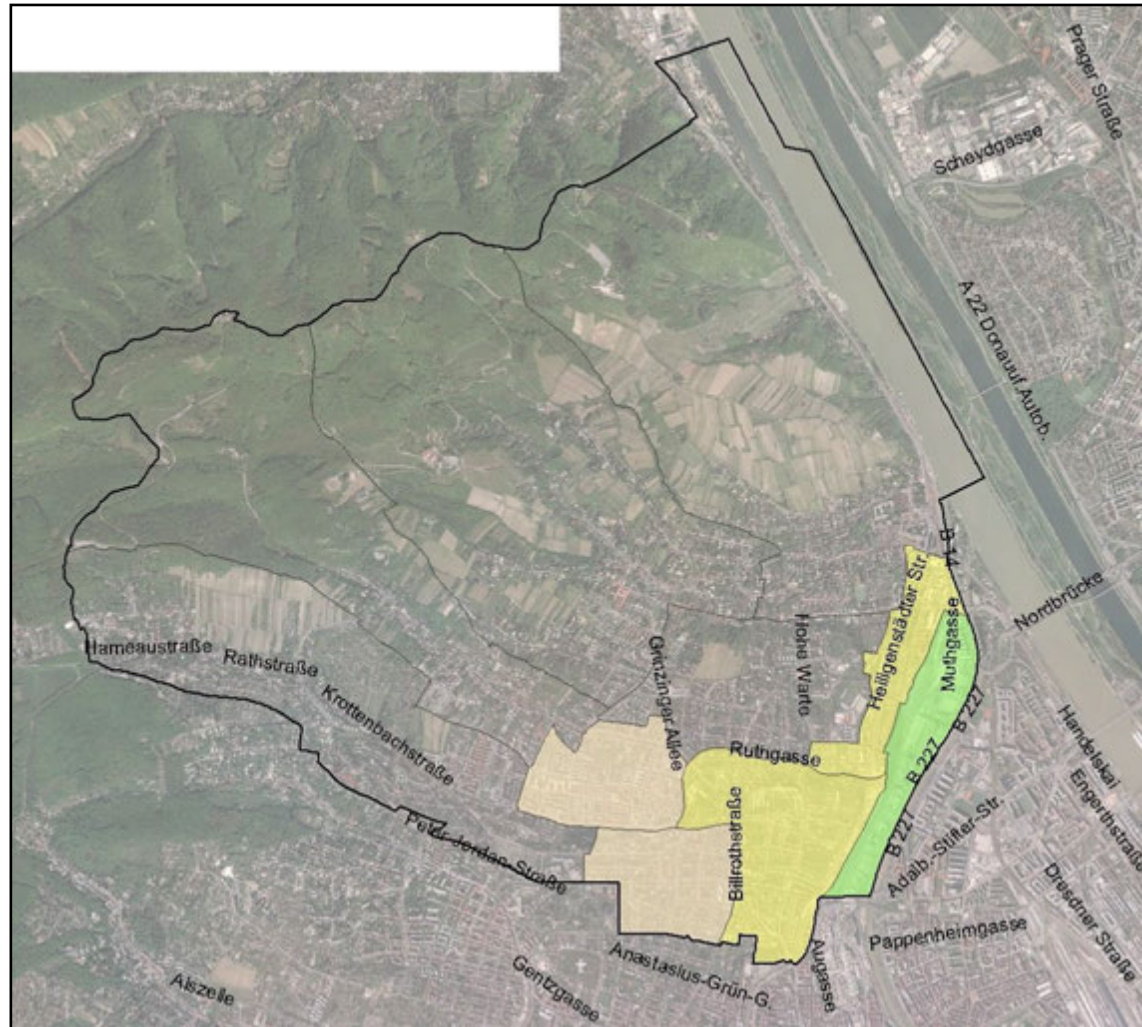 Prager Straße
Scheydgasse
A 22 Donauuf.Autob.
B 14
Nordbrücke
Heiligenstädter Str.
Muthgasse
Hohe Warte
Grinzinger Allee
Hameaustraße
Rathstraße
Krottenbachstraße
Ruthgasse
B 227
B 227
B 227
Handelskai
Engerthstraße
Billrothstraße
Peter-Jordan-Straße
Adalb.-Stifter-Str.
Dresdner Straße
Pappenheimgasse
Augasse
Anastasius-Grün-G.
Gentzgasse
Alszeile